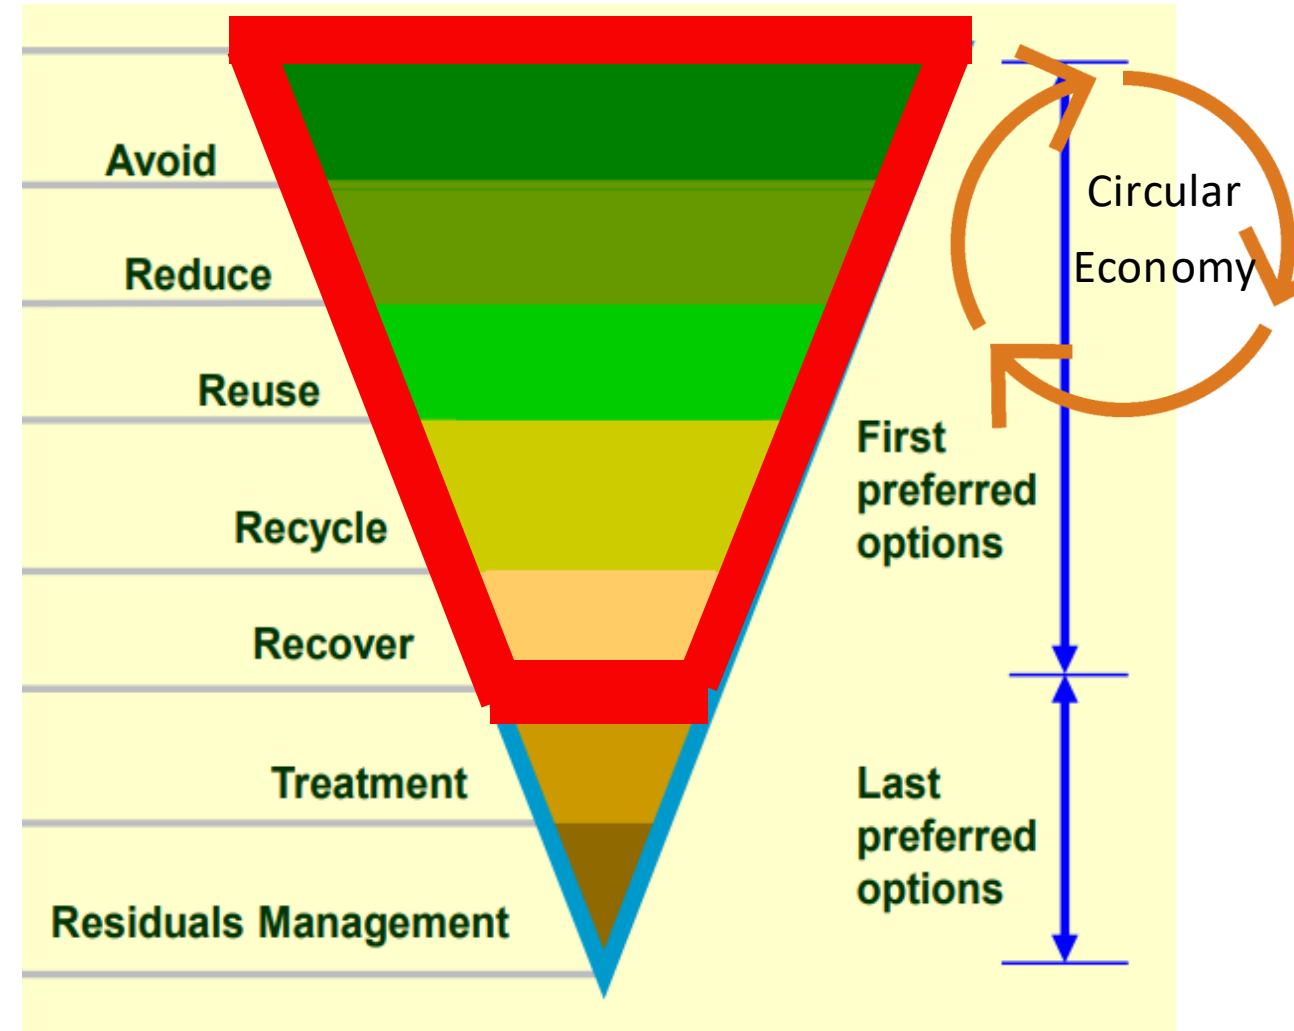 Avoid
Reduce
Reuse
Recycle
Recover
Treatment
Residuals Management
Circular
Economy
First
preferred
options
Last
preferred
options